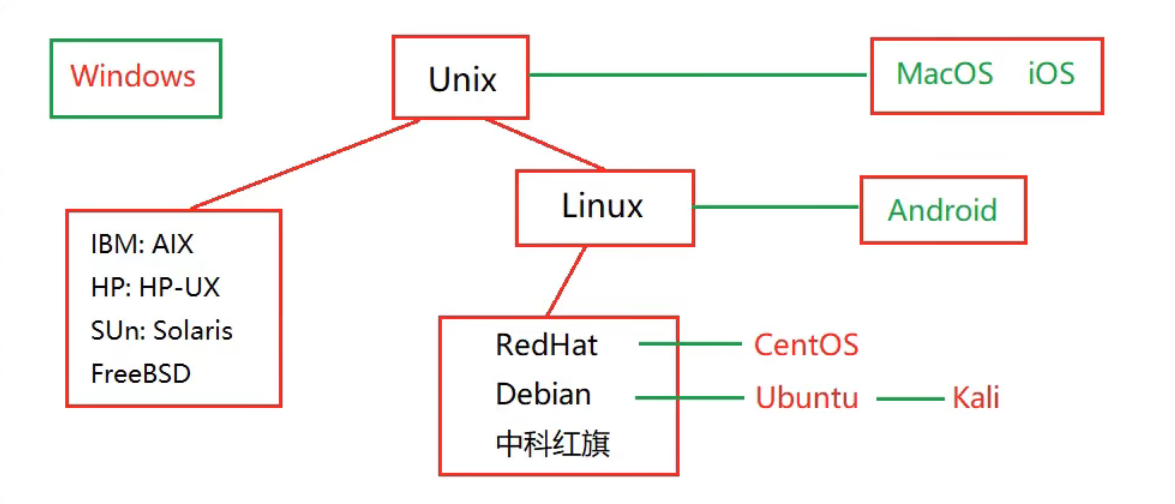 Windows
Unix
MacOS iOS
Linux
Android
IBM: AIX
HP: HP-UX
SUn: Solaris
FreeBSD
RedHat
CentOS
Debian
Ubuntu
Kali
中科红旗